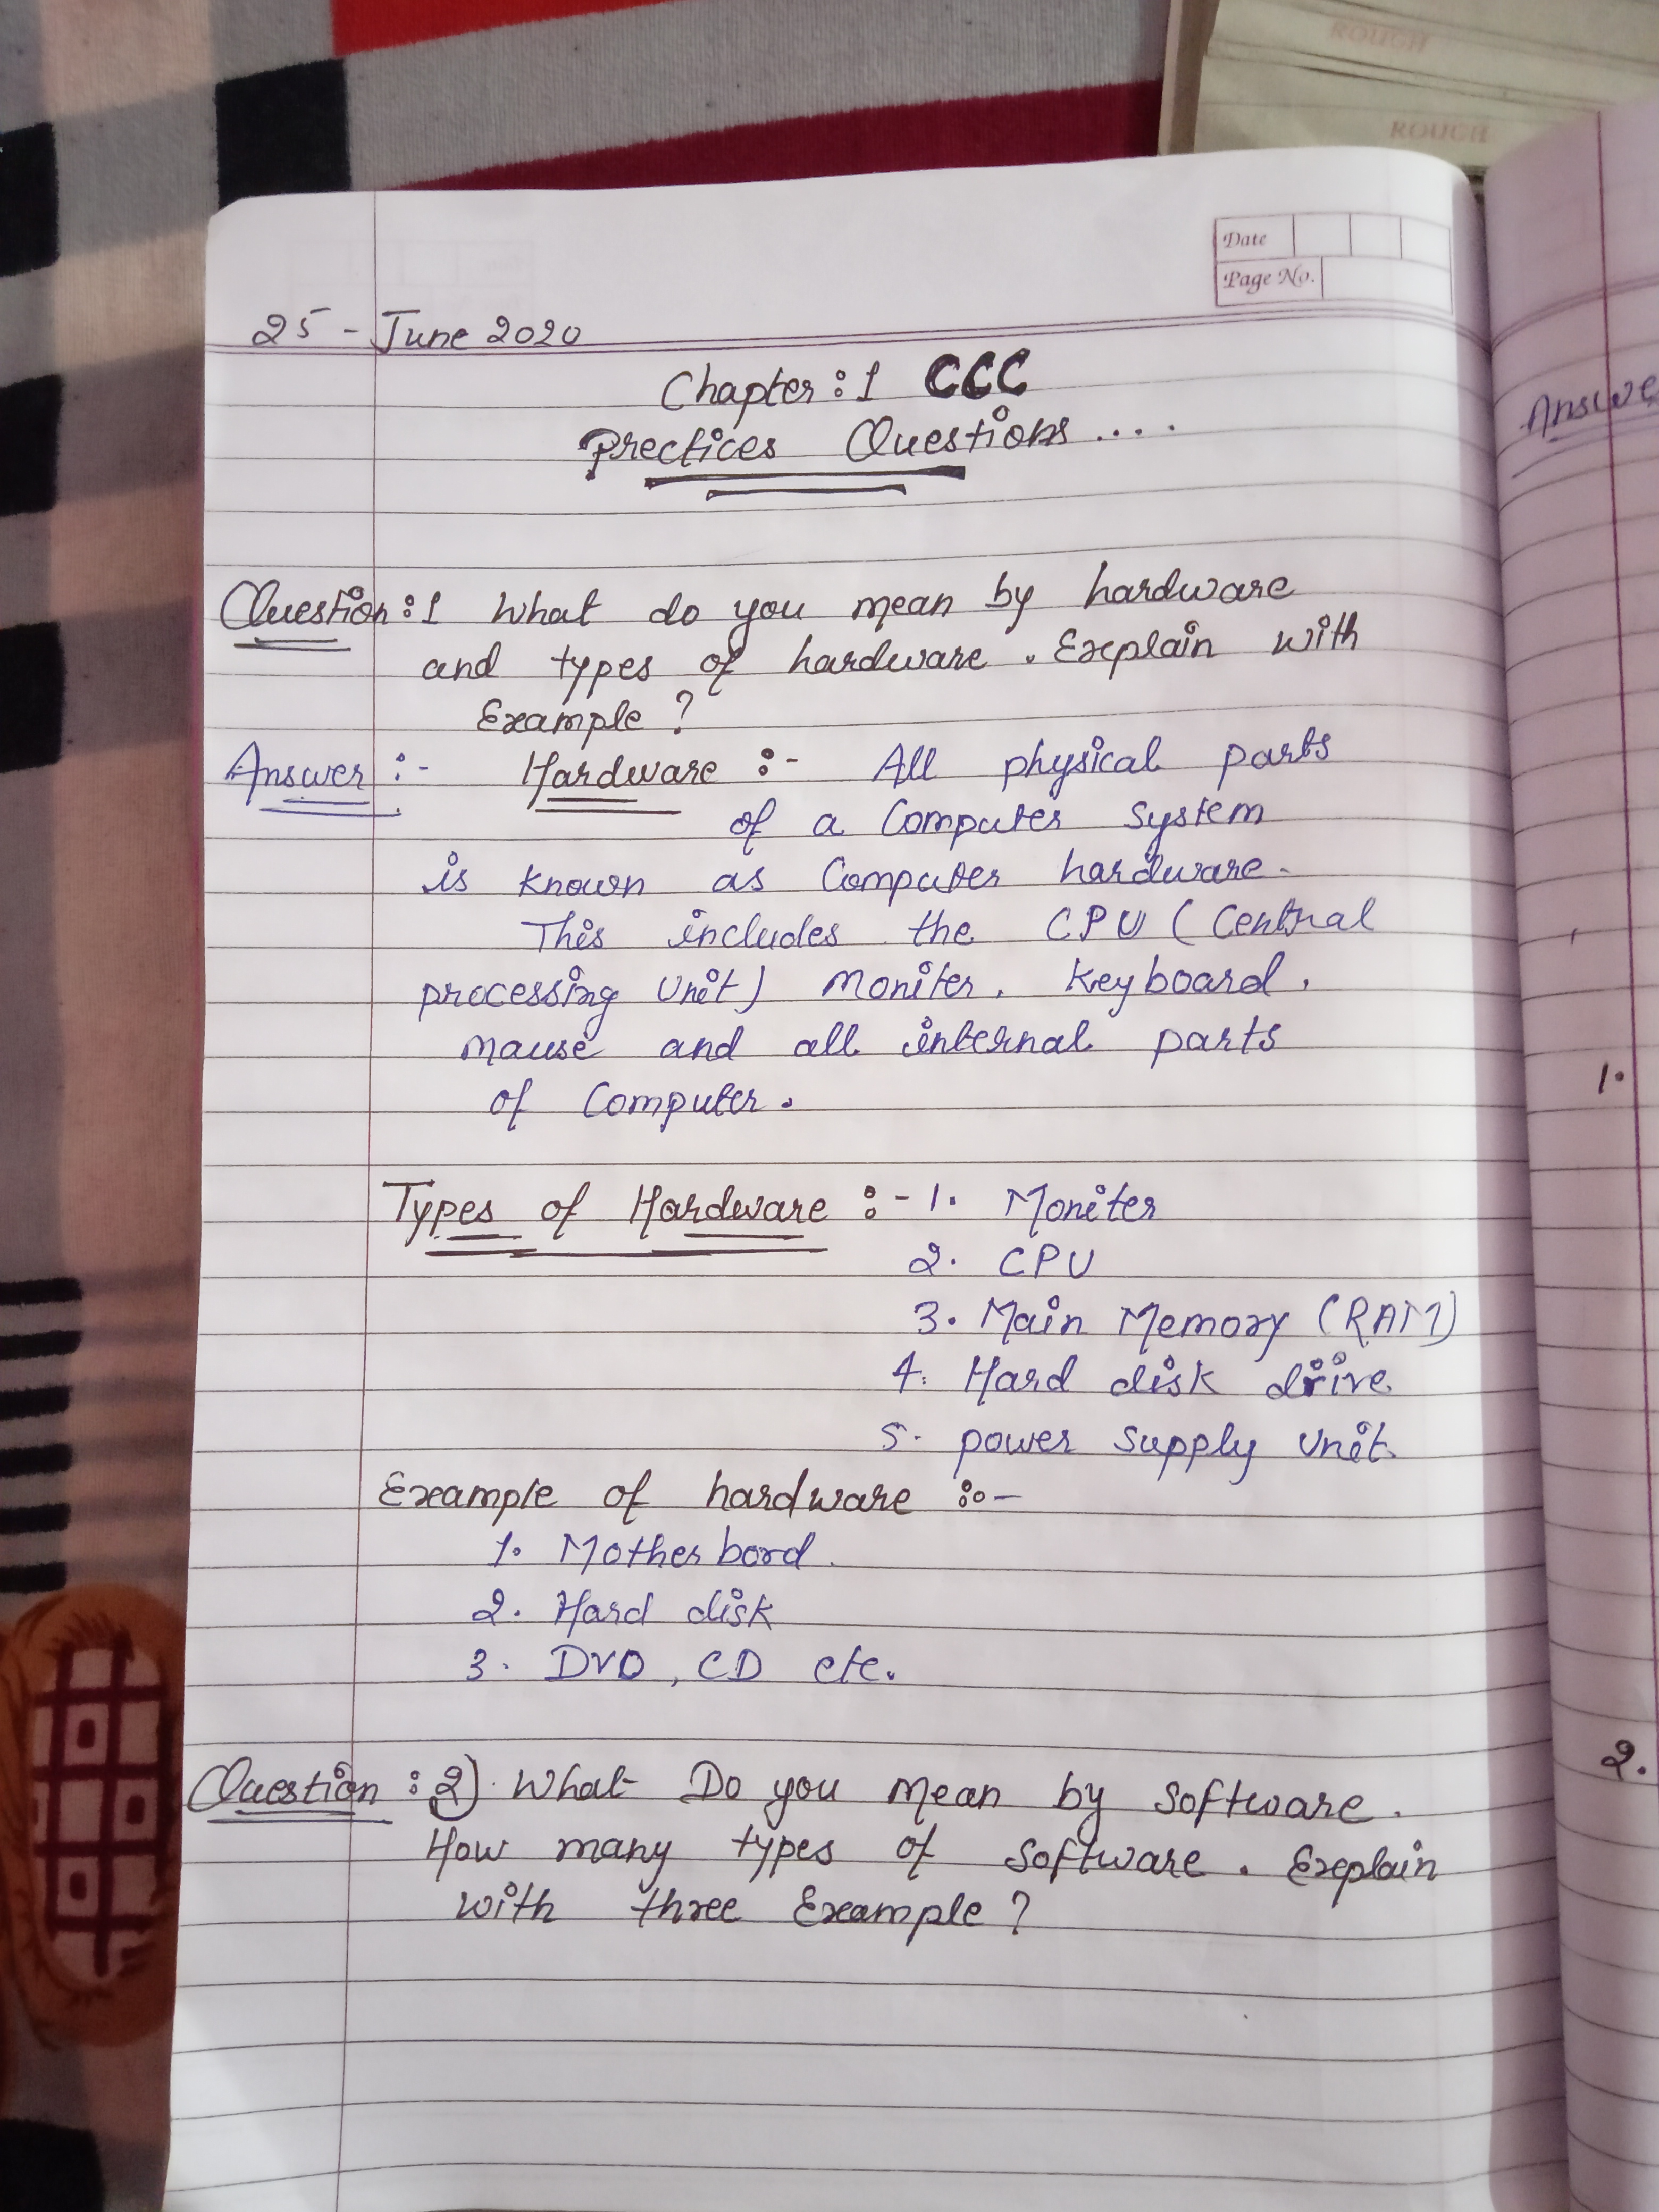 ROUGH
ROUGH
Date
Page No.
25 - June 2020
Chapter : 1 CCC
Prectices Questions ....
Question : 1 What do you mean by hardware
and types of hardware. Explain with
Example ?
Answer :- Hardware :- All physical parts
of a Computer System
is known as Computer hardware.
This includes the CPU ( Central
processing Unit) Moniter, Keyboard,
mause and all internal parts
of Computer.
Types of Hardware :- 1. Moniter
2. CPU
3. Main Memory (RAM)
4. Hard disk drive
5. power Supply Unit.
Example of hardware :-
1. Mother bord.
2. Hard disk
3. DVD, CD etc.
Question : 2) What Do you mean by Software.
How many types of Software. Explain
with three Example ?
Answe
1.
2.